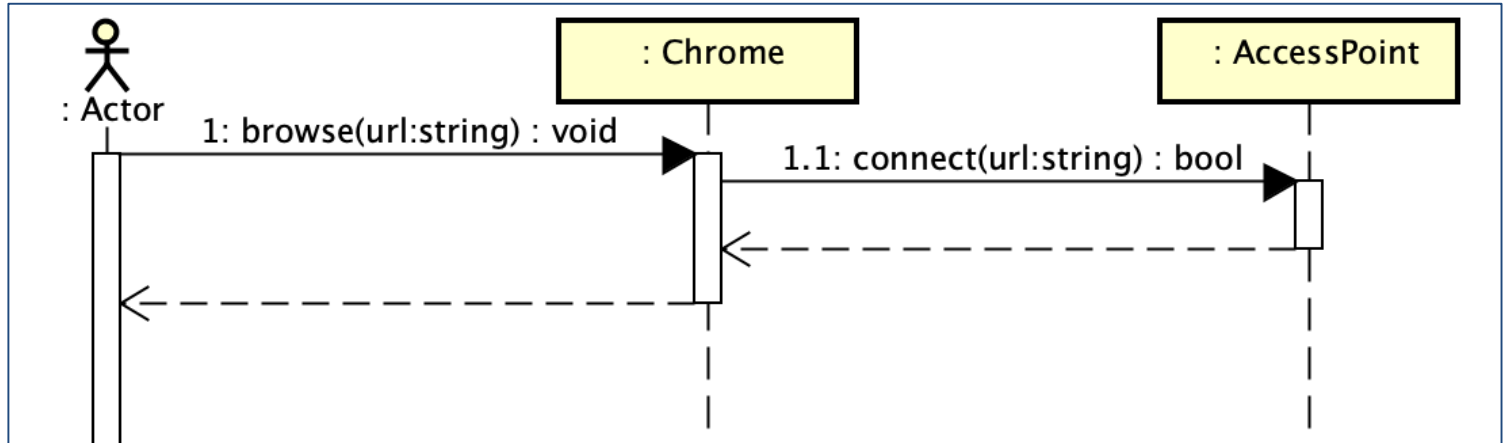 : Actor
: Chrome
: AccessPoint
1: browse(url:string) : void
1.1: connect(url:string) : bool